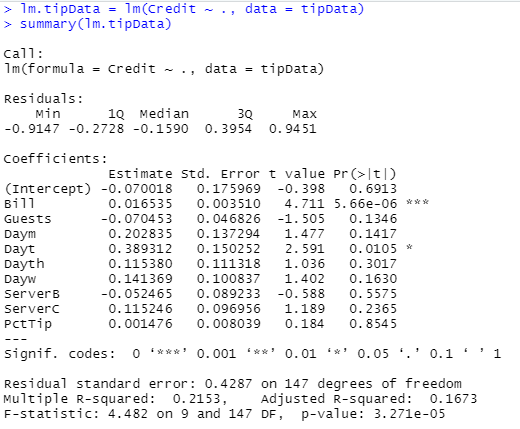 > lm.tipData = lm(Credit ~ ., data = tipData)
> summary(lm.tipData)

Call:
lm(formula = Credit ~ ., data = tipData)

Residuals:
    Min      1Q  Median      3Q     Max
-0.9147 -0.2728 -0.1590  0.3954  0.9451

Coefficients:
             Estimate Std. Error t value Pr(>|t|)
(Intercept) -0.070018   0.175969  -0.398   0.6913
Bill         0.016535   0.003510   4.711 5.66e-06 ***
Guests      -0.070453   0.046826  -1.505   0.1346
Daym         0.202835   0.137294   1.477   0.1417
Dayt         0.389312   0.150252   2.591   0.0105 *
Dayth        0.115380   0.111318   1.036   0.3017
Dayw         0.141369   0.100837   1.402   0.1630
ServerB     -0.052465   0.089233  -0.588   0.5575
ServerC      0.115246   0.096956   1.189   0.2365
PctTip       0.001476   0.008039   0.184   0.8545
---
Signif. codes:  0 ‘***’ 0.001 ‘**’ 0.01 ‘*’ 0.05 ‘.’ 0.1 ‘ ’ 1

Residual standard error: 0.4287 on 147 degrees of freedom
Multiple R-squared:  0.2153,    Adjusted R-squared:  0.1673
F-statistic: 4.482 on 9 and 147 DF,  p-value: 3.271e-05